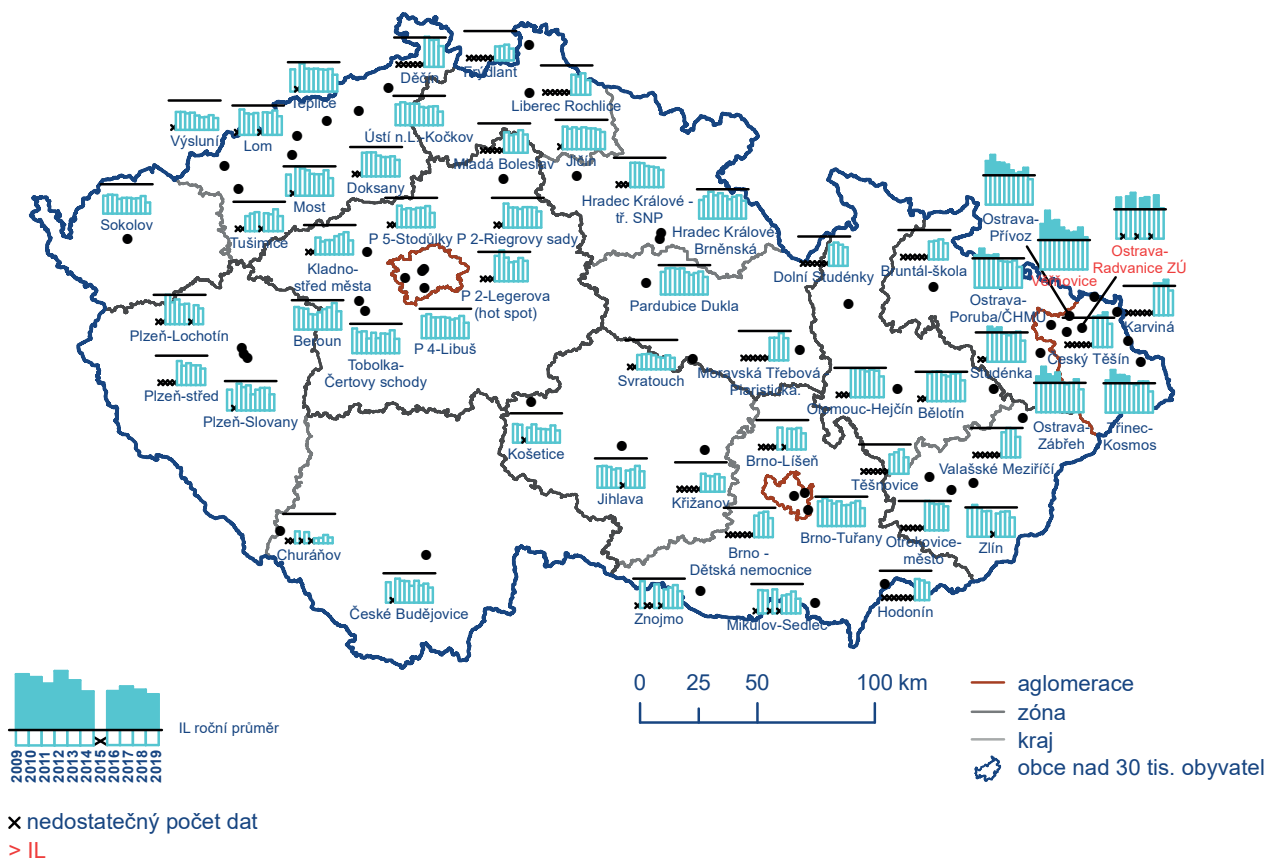 Děčín
Frýdlant
Teplice
Liberec Rochlice
Výsluní
Lom
Ústí n.L.-Kočkov
Mladá Boleslav
Jičín
Doksany
Most
Hradec Králové -
tř. SNP
Sokolov
Tušimice
P 5-Stodůlky
P 2-Riegrovy sady
Hradec Králové-
Brněnská
Ostrava-
Přívoz
Ostrava-
Radvanice ZÚ
Kladno-
střed města
P 2-Legerova
(hot spot)
Dolní Studénky
Bruntál-škola
Věřňovice
Pardubice Dukla
Ostrava-
Poruba/ČHMÚ
Karviná
Plzeň-Lochotín
Beroun
P 4-Libuš
Tobolka-
Čertovy schody
Svratouch
Moravská Třebová
Piaristická.
Studénka
Český Těšín
Plzeň-střed
Plzeň-Slovany
Olomouc-Hejčín
Bělotín
Ostrava-
Zábřeh
Třinec-
Kosmos
Košetice
Brno-Líšeň
Valašské Meziříčí
Jihlava
Křižanov
Těšnovice
Churáňov
Brno -
Dětská nemocnice
Brno-Tuřany
Otrokovice-
město
Zlín
České Budějovice
Znojmo
Mikulov-Sedlec
Hodonín
IL roční průměr
2009
2010
2011
2012
2013
2014
2015
2016
2017
2018
2019
0 25 50 100 km
aglomerace
zóna
kraj
obce nad 30 tis. obyvatel
nedostatečný počet dat
> IL